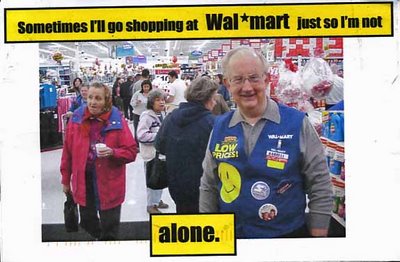 Sometimes I'll go shopping at Wal*mart just so I'm not
WAL★MART
LOW
PRICES!
alone.